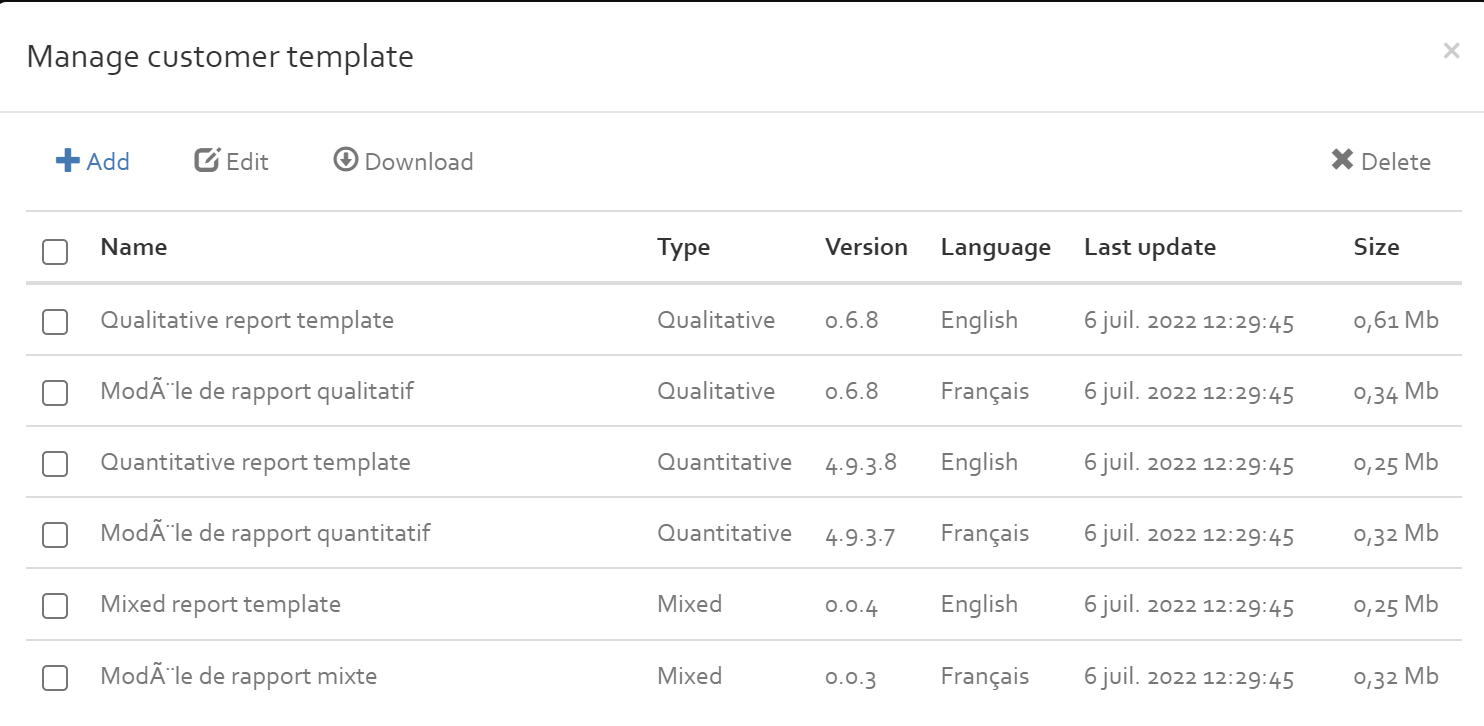 Manage customer template ×
Add Edit Download Delete
Name Type Version Language Last update Size
Qualitative report template Qualitative 0.6.8 English 6 juil. 2022 12:29:45 0,61 Mb
ModÃ¨le de rapport qualitatif Qualitative 0.6.8 Français 6 juil. 2022 12:29:45 0,34 Mb
Quantitative report template Quantitative 4.9.3.8 English 6 juil. 2022 12:29:45 0,25 Mb
ModÃ¨le de rapport quantitatif Quantitative 4.9.3.7 Français 6 juil. 2022 12:29:45 0,32 Mb
Mixed report template Mixed 0.0.4 English 6 juil. 2022 12:29:45 0,25 Mb
ModÃ¨le de rapport mixte Mixed 0.0.3 Français 6 juil. 2022 12:29:45 0,32 Mb